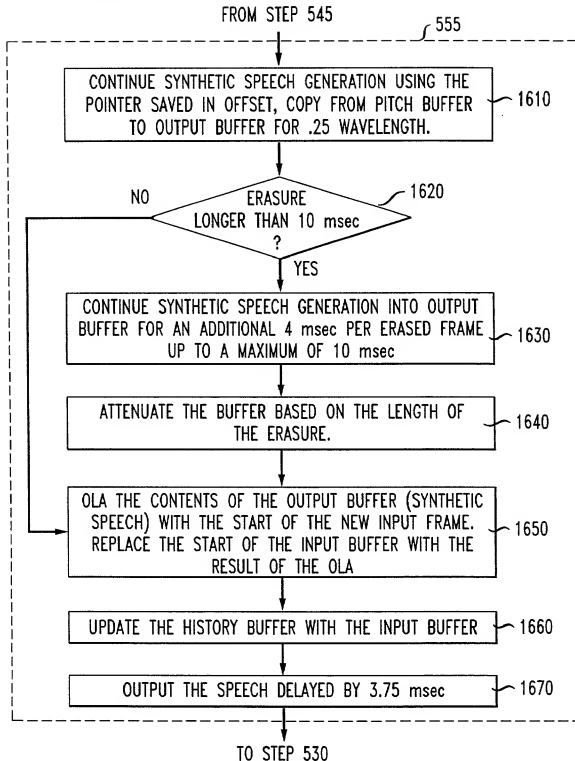 FROM STEP 545
555
CONTINUE SYNTHETIC SPEECH GENERATION USING THE
POINTER SAVED IN OFFSET, COPY FROM PITCH BUFFER
TO OUTPUT BUFFER FOR .25 WAVELENGTH.
1610
NO
ERASURE
LONGER THAN 10 msec
?
1620
YES
CONTINUE SYNTHETIC SPEECH GENERATION INTO OUTPUT
BUFFER FOR AN ADDITIONAL 4 msec PER ERASED FRAME
UP TO A MAXIMUM OF 10 msec
1630
ATTENUATE THE BUFFER BASED ON THE LENGTH OF
THE ERASURE.
1640
OLA THE CONTENTS OF THE OUTPUT BUFFER (SYNTHETIC
SPEECH) WITH THE START OF THE NEW INPUT FRAME.
REPLACE THE START OF THE INPUT BUFFER WITH THE
RESULT OF THE OLA
1650
UPDATE THE HISTORY BUFFER WITH THE INPUT BUFFER
1660
OUTPUT THE SPEECH DELAYED BY 3.75 msec
1670
TO STEP 530